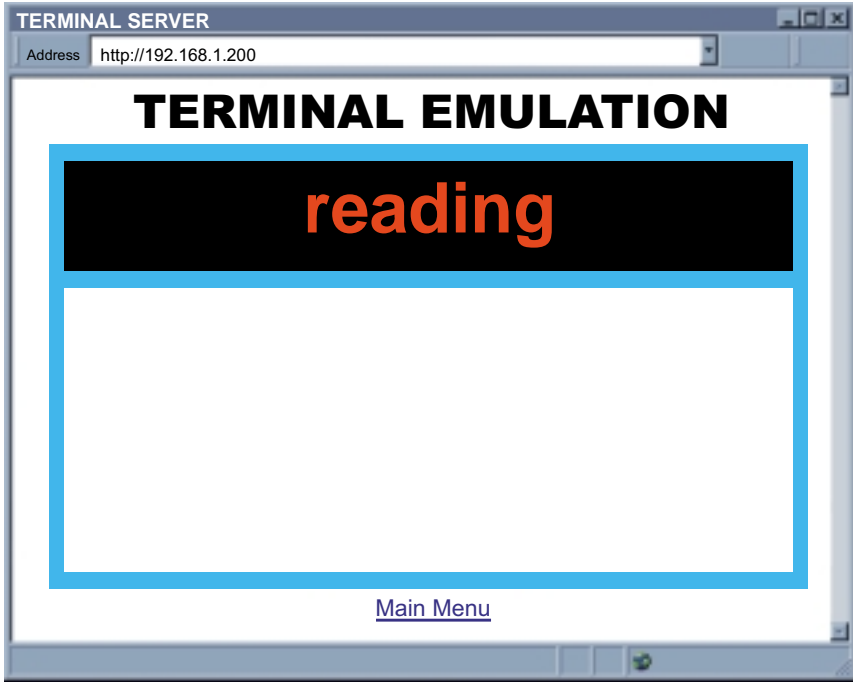 TERMINAL SERVER
Address http://192.168.1.200
TERMINAL EMULATION
reading
Main Menu